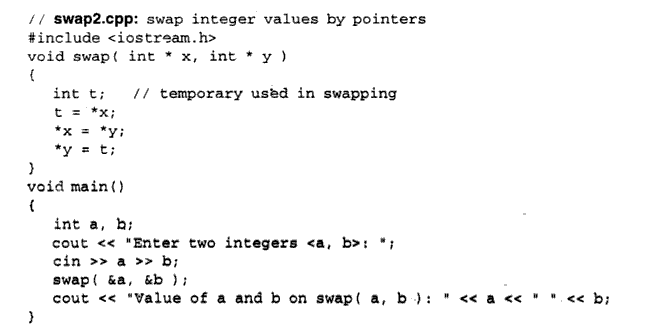 // swap2.cpp: swap integer values by pointers
#include <iostream.h>
void swap( int * x, int * y )
{
int t; // temporary used in swapping
t = *x;
*x = *y;
*y = t;
}
void main()
{
int a, b;
cout << "Enter two integers <a, b>: ";
cin >> a >> b;
swap( &a, &b );
cout << "Value of a and b on swap( a, b ): " << a << " " << b;
}